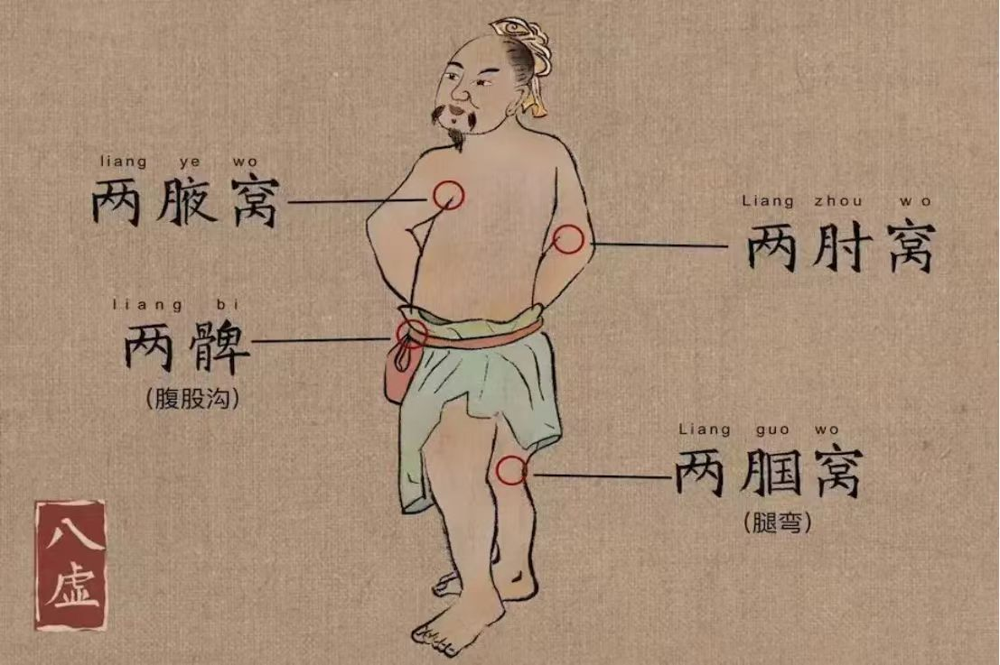 liang ye wo
两腋窝
Liang zhou wo
两肘窝
liang bi
两髀
（腹股沟）
Liang guo wo
两腘窝
（腿弯）
八虚